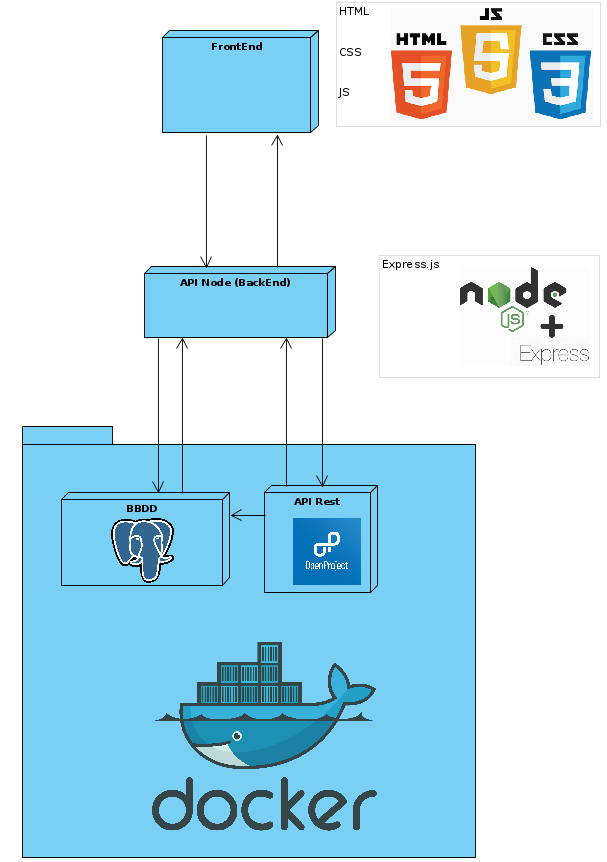 FrontEnd
HTML
CSS
JS
HTML
5
JS
5
CSS
3
API Node (BackEnd)
Express.js
node
JS
+
Express
BBDD
API Rest
OpenProject
docker